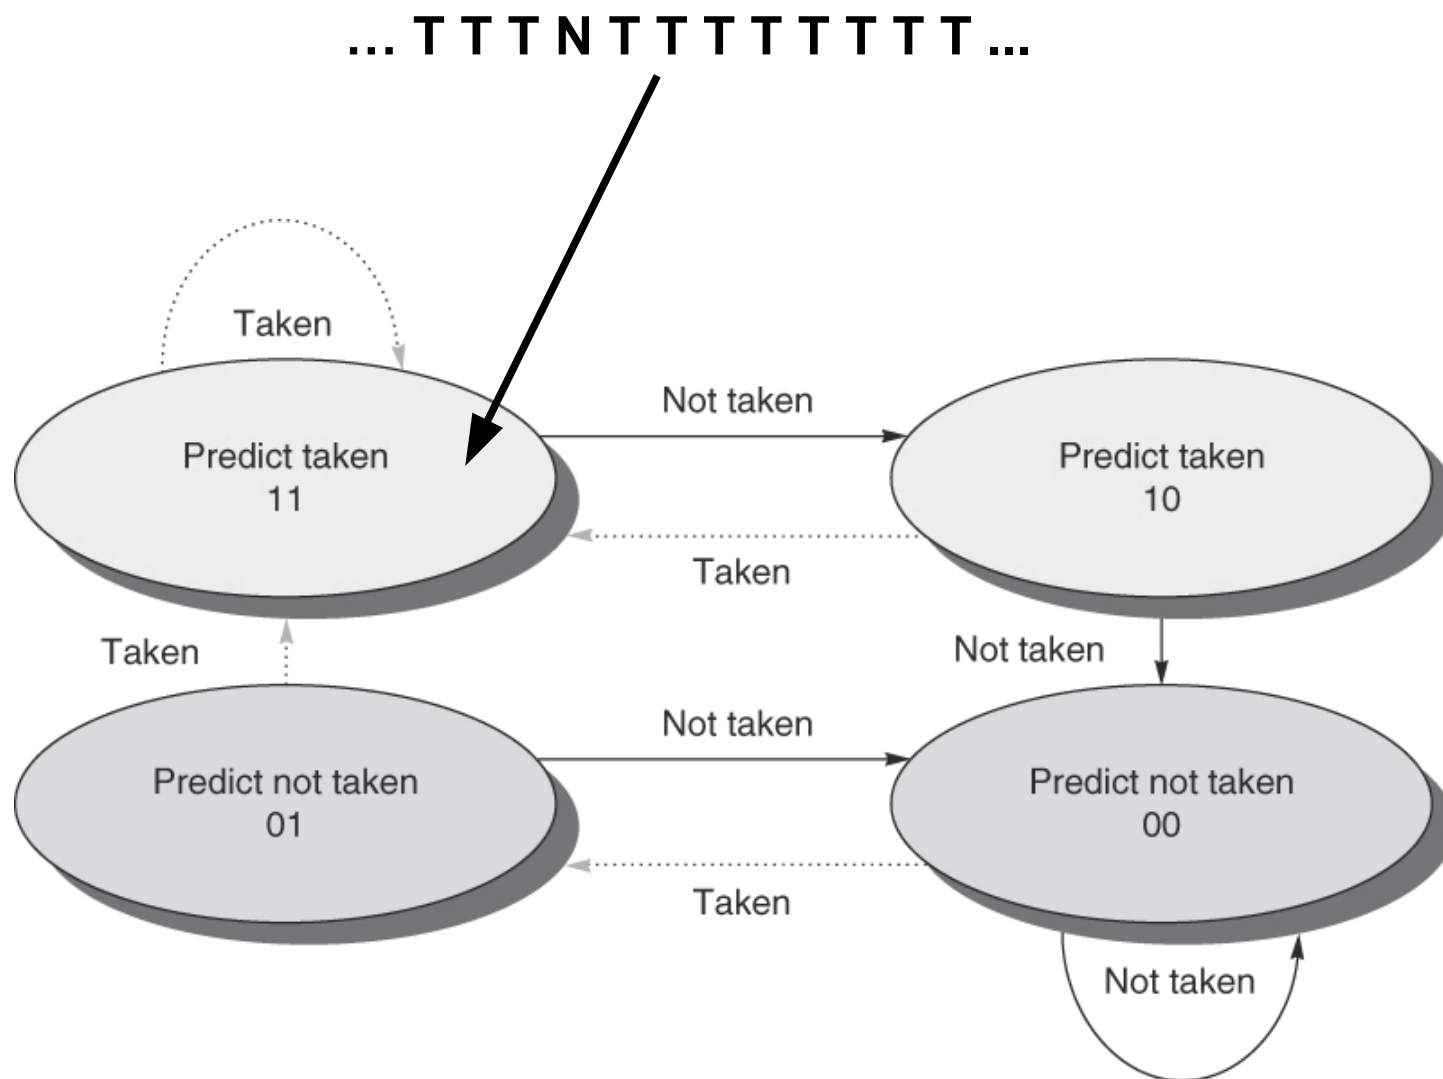 ... T T T N T T T T T T T T ...
Taken
Not taken
Predict taken
11
Predict taken
10
Taken
Taken
Not taken
Not taken
Predict not taken
01
Predict not taken
00
Taken
Not taken